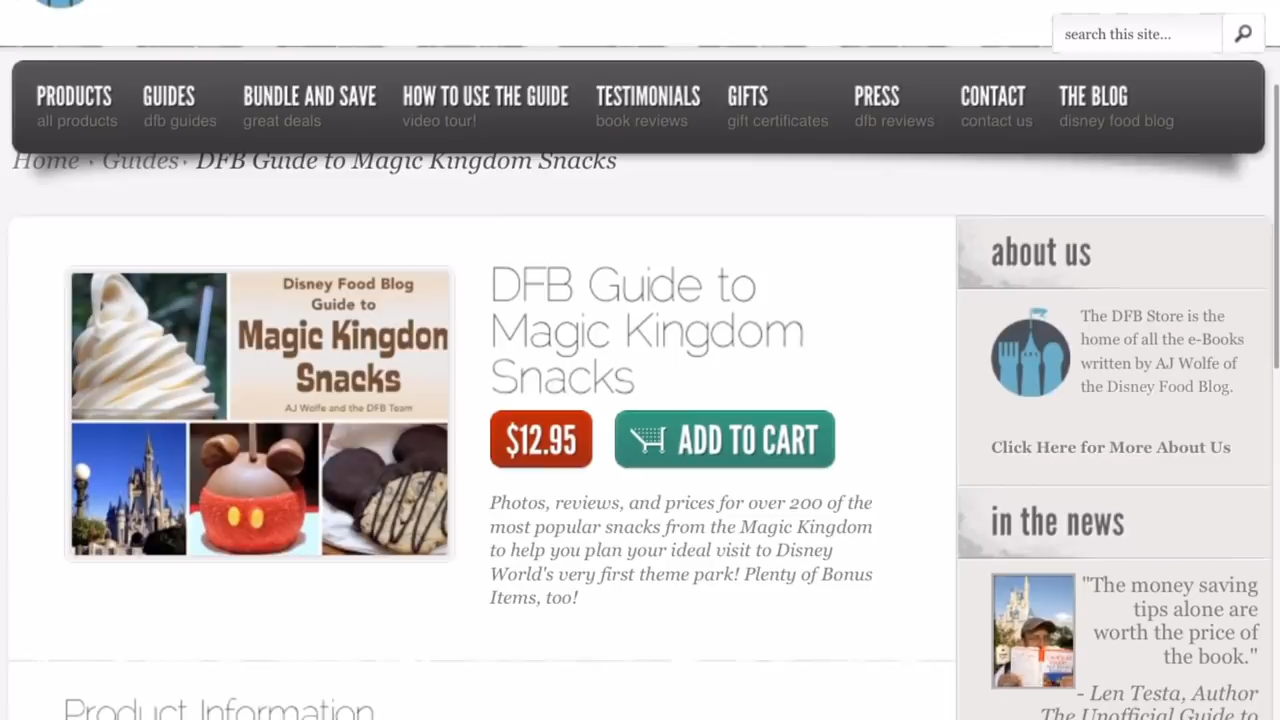 search this site...
PRODUCTS GUIDES BUNDLE AND SAVE HOW TO USE THE GUIDE TESTIMONIALS GIFTS PRESS CONTACT THE BLOG
all products dfb guides great deals video tour! book reviews gift certificates dfb reviews contact us disney food blog
Home Guides DFB Guide to Magic Kingdom Snacks
Disney Food Blog
Guide to
Magic Kingdom
Snacks
AJ Wolfe and the DFB Team
DFB Guide to
Magic Kingdom
Snacks
$12.95 ADD TO CART
Photos, reviews, and prices for over 200 of the
most popular snacks from the Magic Kingdom
to help you plan your ideal visit to Disney
World's very first theme park! Plenty of Bonus
Items, too!
Product Information
about us
The DFB Store is the
home of all the e-Books
written by AJ Wolfe of
the Disney Food Blog.
Click Here for More About Us
in the news
"The money saving
tips alone are
worth the price of
the book."
- Len Testa, Author
The Unofficial Guide to